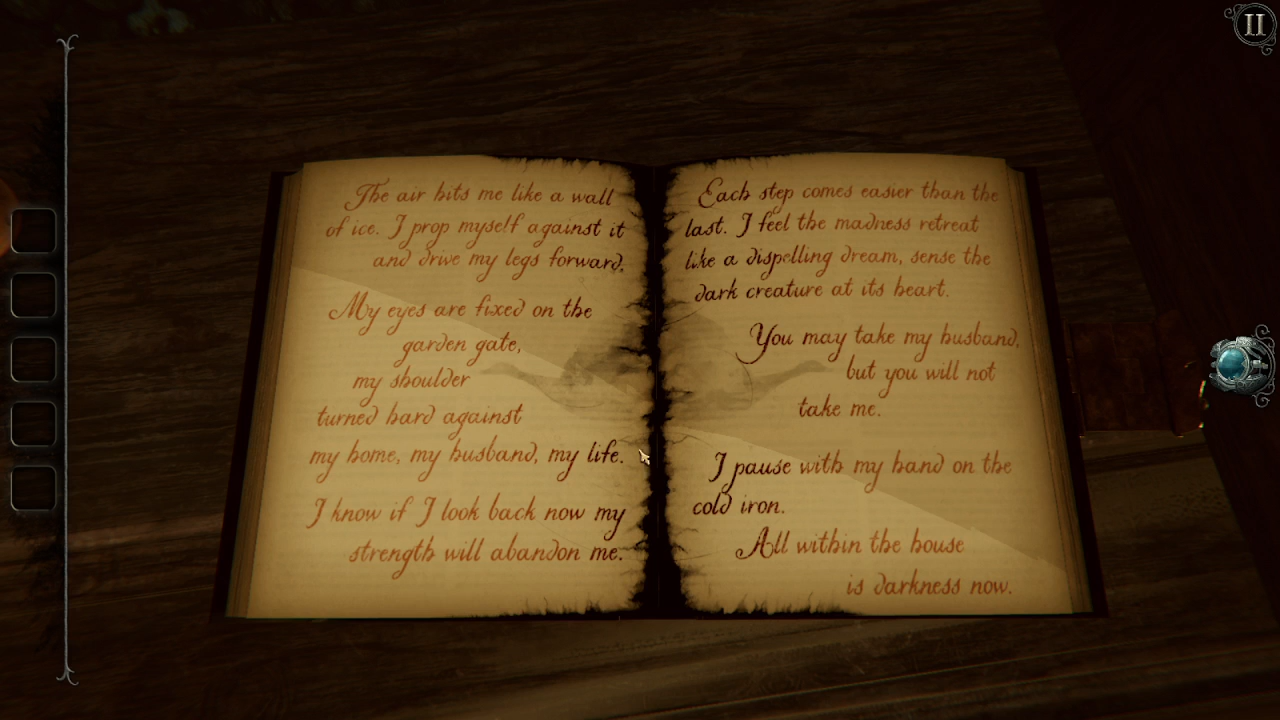 The air hits me like a wall
of ice. I prop myself against it
and drive my legs forward.
My eyes are fixed on the
garden gate,
my shoulder
turned hard against
my home, my husband, my life.
I know if I look back now my
strength will abandon me.
Each step comes easier than the
last. I feel the madness retreat
like a dispelling dream, sense the
dark creature at its heart.
You may take my husband,
but you will not
take me.
I pause with my hand on the
cold iron.
All within the house
is darkness now.